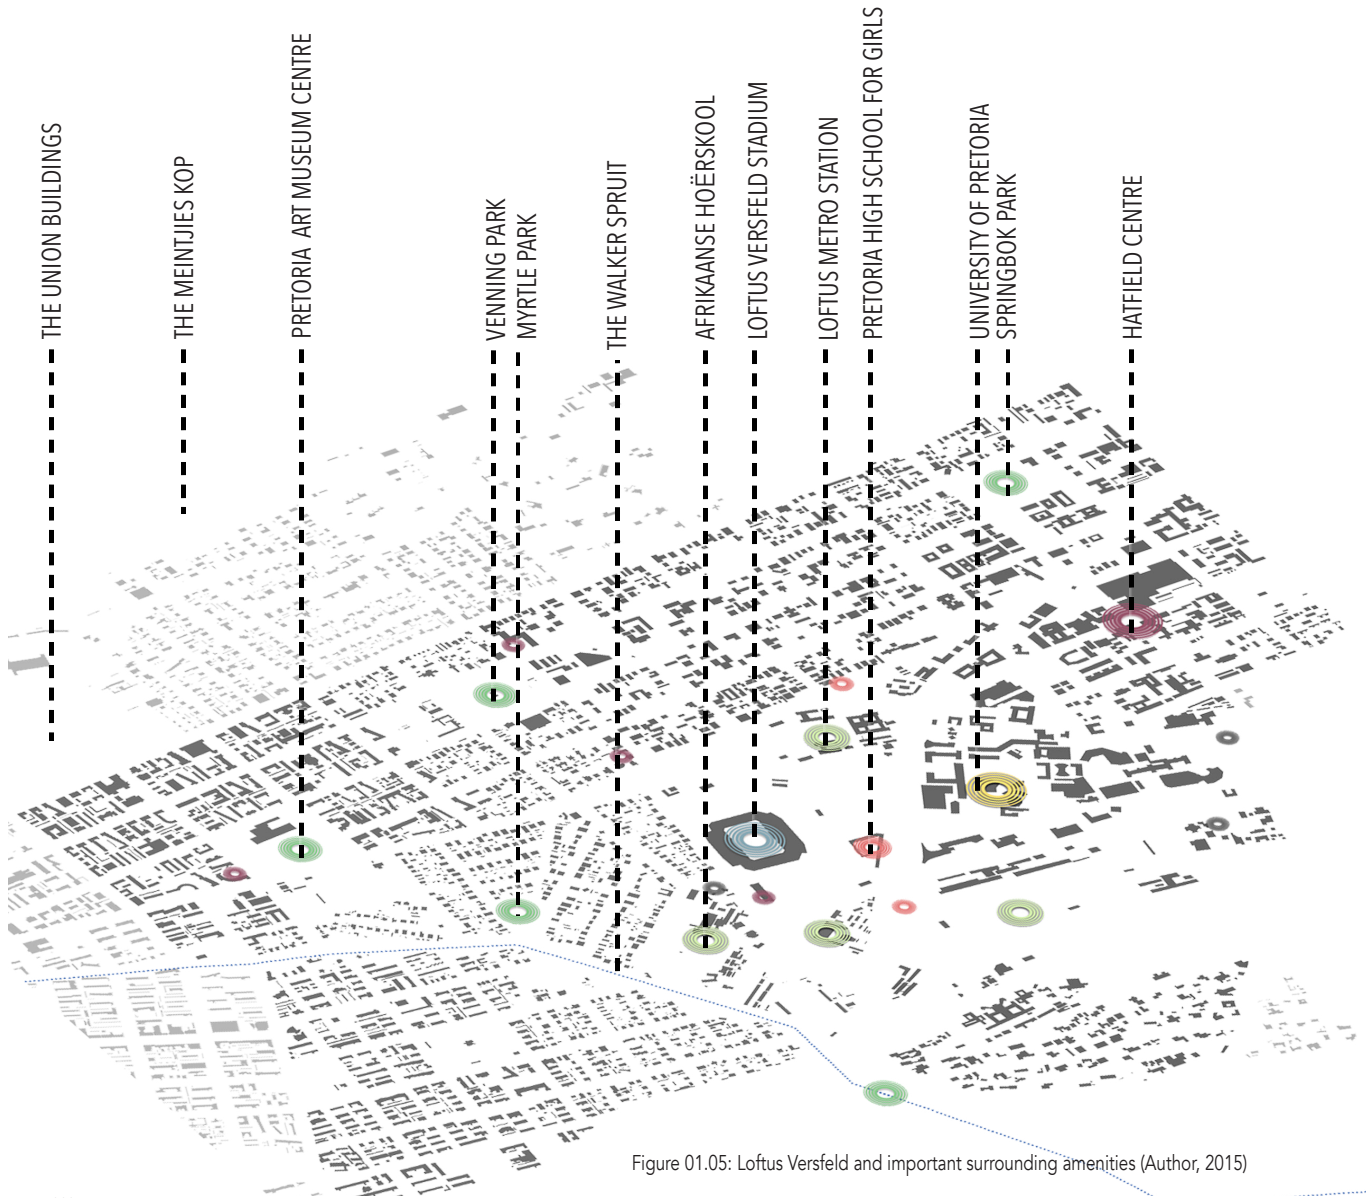 THE UNION BUILDINGS
THE MEINTJIES KOP
PRETORIA ART MUSEUM CENTRE
VENNING PARK
MYRTLE PARK
THE WALKER SPRUIT
AFRIKAANSE HOËRSKOOL
LOFTUS VERSFELD STADIUM
LOFTUS METRO STATION
PRETORIA HIGH SCHOOL FOR GIRLS
UNIVERSITY OF PRETORIA
SPRINGBOK PARK
HATFIELD CENTRE
Figure 01.05: Loftus Versfeld and important surrounding amenities (Author, 2015)